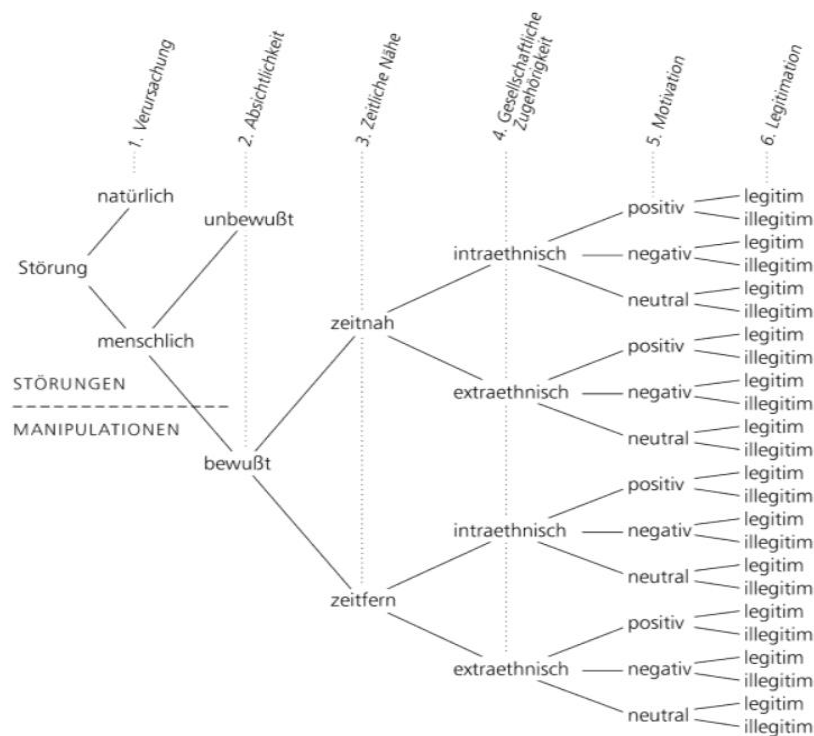 1. Verursachung
2. Absichtlichkeit
3. Zeitliche Nähe
4. Gesellschaftliche
Zugehörigkeit
5. Motivation
6. Legitimation
natürlich
unbewußt
Störung
menschlich
STÖRUNGEN
MANIPULATIONEN
bewußt
zeitnah
zeitfern
intraethnisch
extraethnisch
intraethnisch
extraethnisch
positiv
negativ
neutral
positiv
negativ
neutral
positiv
negativ
neutral
positiv
negativ
neutral
legitim
illegitim
legitim
illegitim
legitim
illegitim
legitim
illegitim
legitim
illegitim
legitim
illegitim
legitim
illegitim
legitim
illegitim
legitim
illegitim
legitim
illegitim
legitim
illegitim
legitim
illegitim